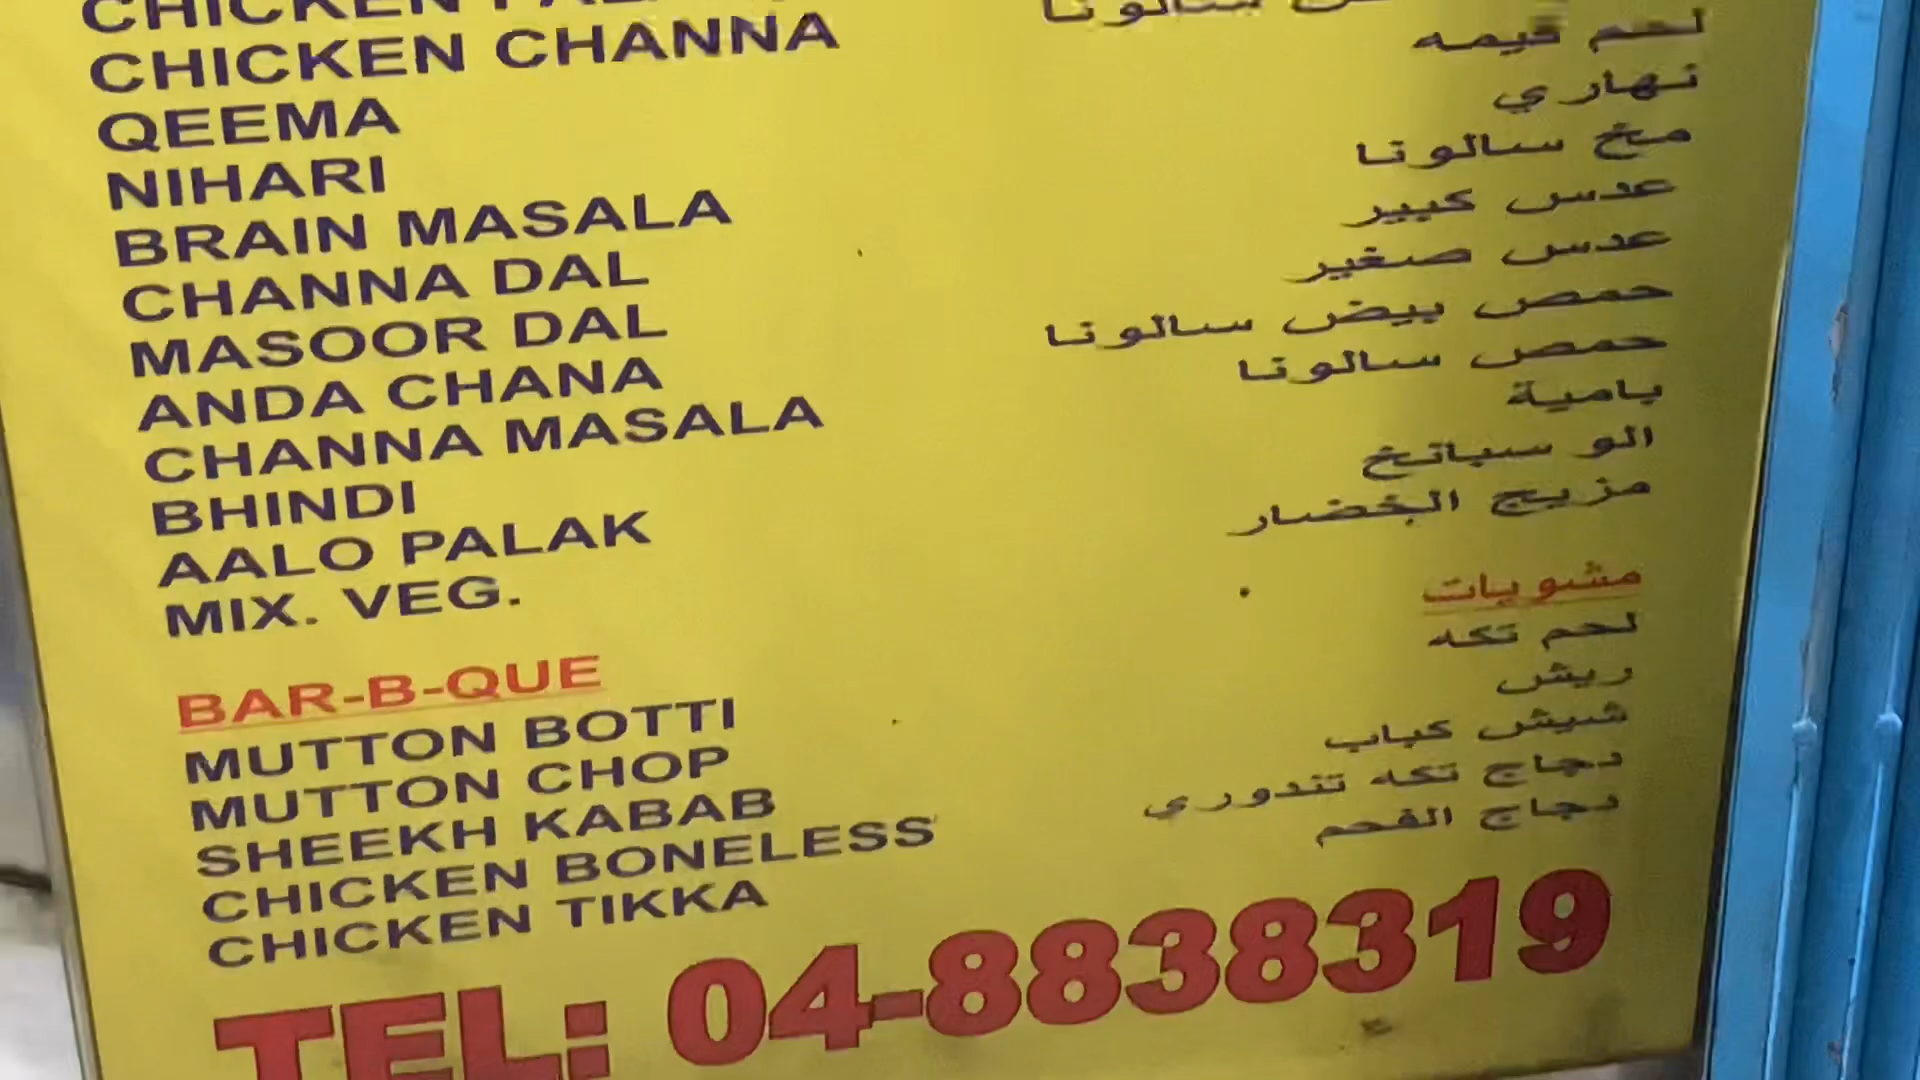 CHICKEN
CHICKEN CHANNA
QEEMA
NIHARI
BRAIN MASALA
CHANNA DAL
MASOOR DAL
ANDA CHANA
CHANNA MASALA
BHINDI
AALO PALAK
MIX. VEG.
BAR-B-QUE
MUTTON BOTTI
MUTTON CHOP
SHEEKH KABAB
CHICKEN BONELESS
CHICKEN TIKKA
سالونا
لحم قيمه
نهاري
مخ سالونا
عدس كبير
عدس صغير
حمص بيض سالونا
حمص سالونا
بامية
الو سبانخ
مزيج الخضار
مشويات
لحم تكه
ريش
شيش كباب
دجاج تكه تندوري
دجاج الفحم
TEL: 04-8838319